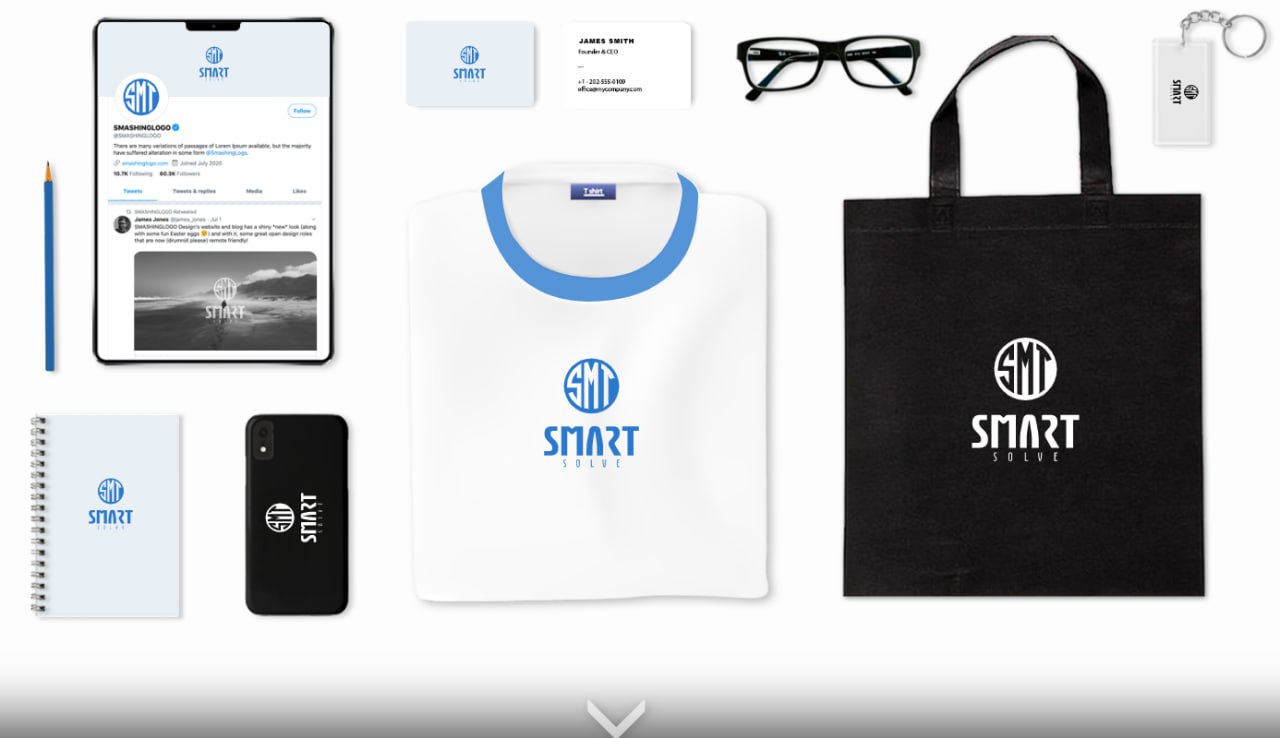 SMT
SMART
SOLVE
SMT
Follow
SMASHINGLOGO
@SMASHINGLOGO
There are many variations of passages of Lorem Ipsum available, but the majority
have suffered alteration in some form @SmashingLogo.
smashinglogo.com Joined July 2020
10.7K Following 60.3K Followers
Tweets Tweets & replies Media Likes
SMASHINGLOGO Retweeted
James Jones @james_jones · Jul 1
SMASHINGLOGO Design's website and blog has a shiny *new* look (along
with some fun Easter eggs 😉) and with it, some great open design roles
that are now (drumroll please) remote friendly!
SMT
SMART
SOLVE
SMT
SMART
SOLVE
JAMES SMITH
Founder & CEO
+1 - 202-555-0109
office@mycompany.com
SMT
SMART
T shirt
SMT
SMART
SOLVE
SMT
SMART
SOLVE
SMT
SMART
SOLVE
SMT
SMART
SOLVE